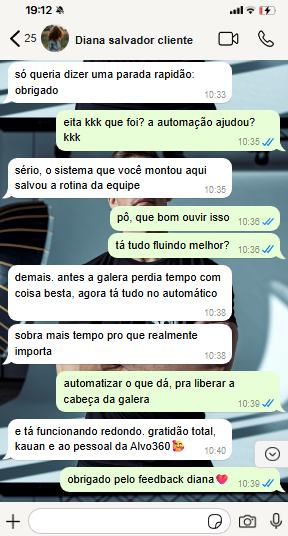 19:12
25 Diana salvador cliente
só queria dizer uma parada rapidão:
obrigado
10:33
eita kkk que foi? a automação ajudou?
kkk
10:35
sério, o sistema que você montou aqui
salvou a rotina da equipe
10:35
pô, que bom ouvir isso
10:36
tá tudo fluindo melhor?
10:36
demais. antes a galera perdia tempo com
coisa besta, agora tá tudo no automático
10:38
sobra mais tempo pro que realmente
importa
10:38
automatizar o que dá, pra liberar a
cabeça da galera
10:39
e tá funcionando redondo. gratidão total,
kauan e ao pessoal da Alvo360🥰
10:40
obrigado pelo feedback diana❤️
10:39